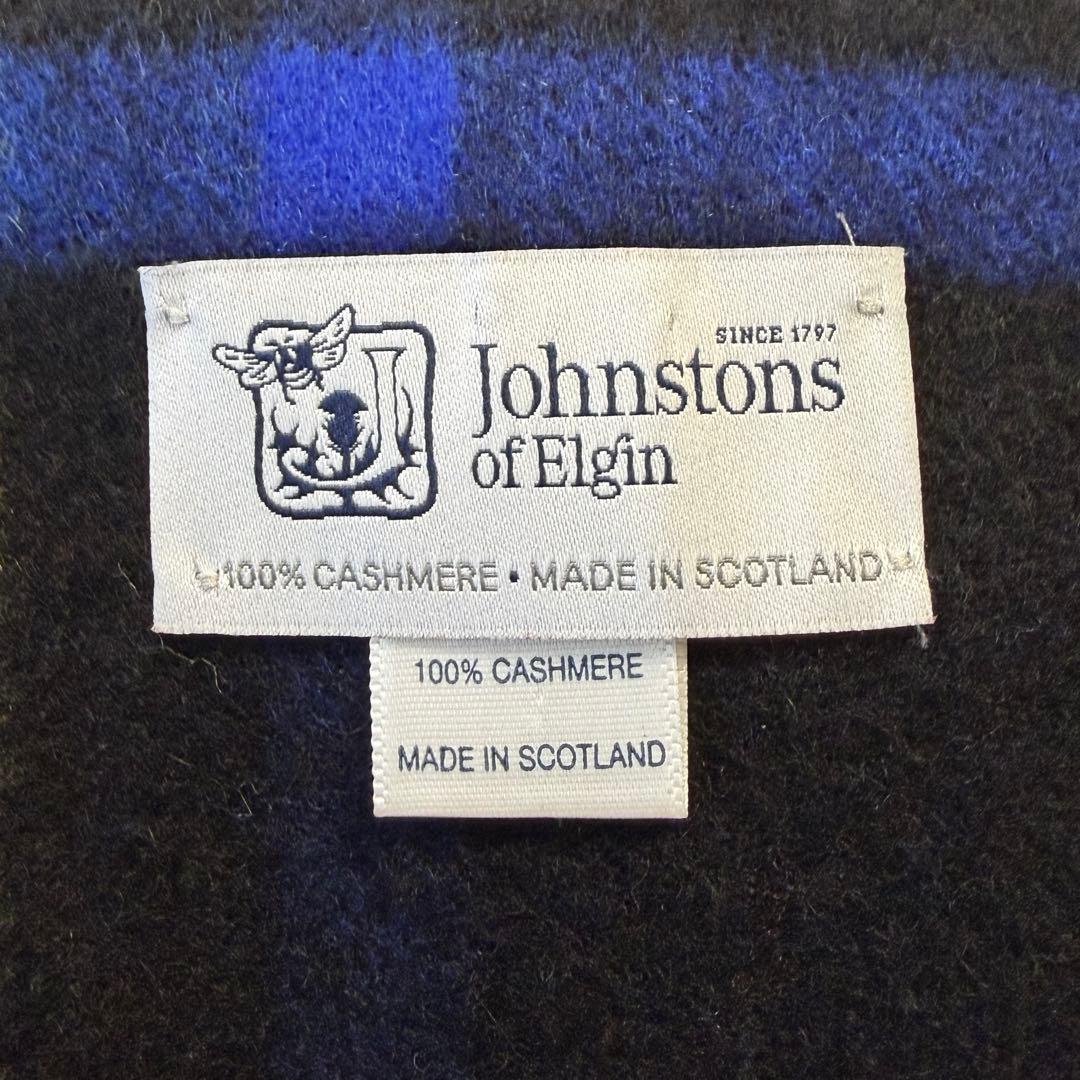 SINCE 1797
Johnstons
of Elgin
100% CASHMERE • MADE IN SCOTLAND
100% CASHMERE
MADE IN SCOTLAND